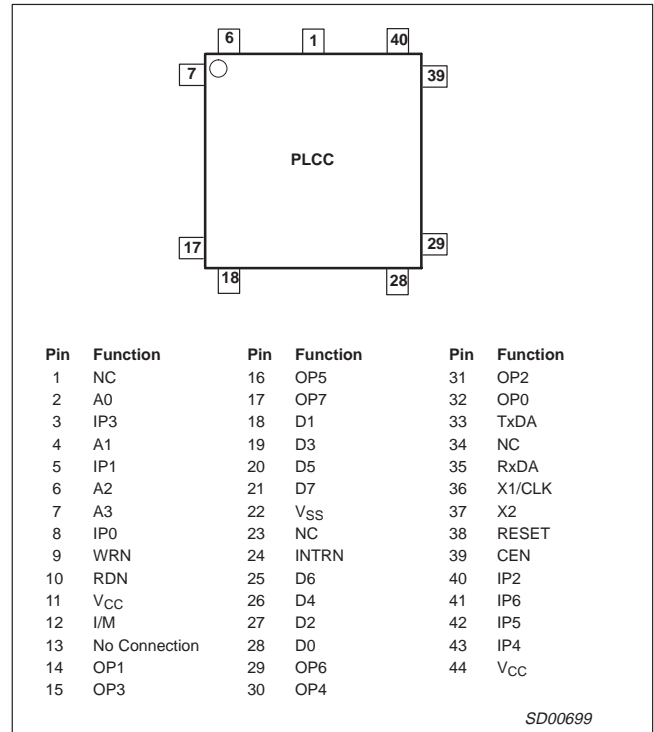 6 1 40
7 39
PLCC
17 29
18 28
Pin Function Pin Function Pin Function
1 NC 16 OP5 31 OP2
2 A0 17 OP7 32 OP0
3 IP3 18 D1 33 TxDA
4 A1 19 D3 34 NC
5 IP1 20 D5 35 RxDA
6 A2 21 D7 36 X1/CLK
7 A3 22 VSS 37 X2
8 IP0 23 NC 38 RESET
9 WRN 24 INTRN 39 CEN
10 RDN 25 D6 40 IP2
11 VCC 26 D4 41 IP6
12 I/M 27 D2 42 IP5
13 No Connection 28 D0 43 IP4
14 OP1 29 OP6 44 VCC
15 OP3 30 OP4
SD00699